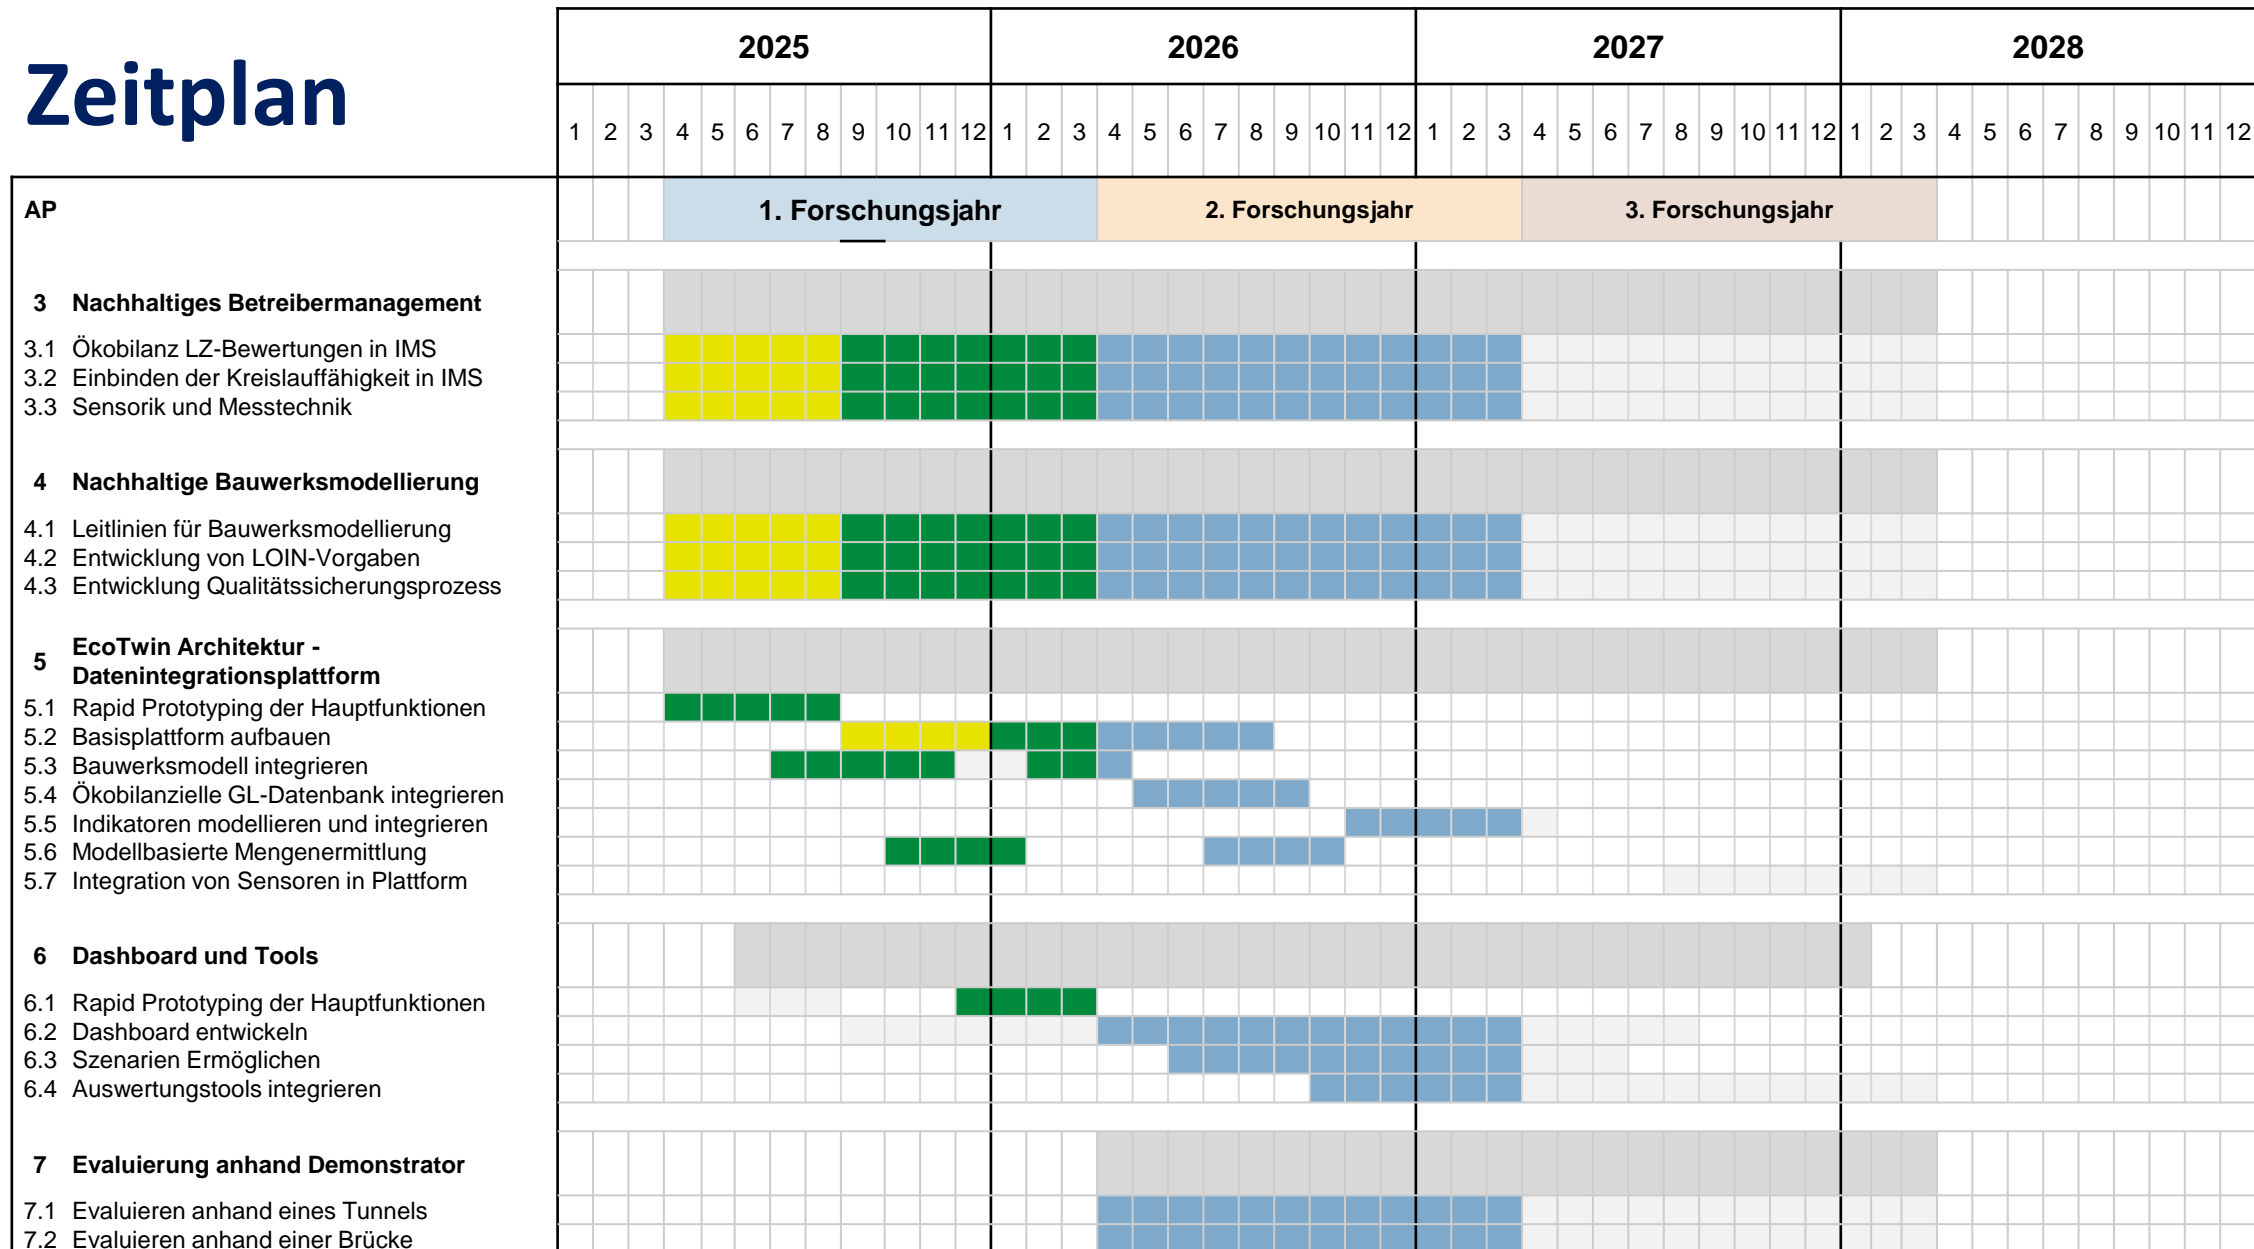 Zeitplan
2025 2026 2027 2028
1 2 3 4 5 6 7 8 9 10 11 12 1 2 3 4 5 6 7 8 9 10 11 12 1 2 3 4 5 6 7 8 9 10 11 12 1 2 3 4 5 6 7 8 9 10 11 12
AP 1. Forschungsjahr 2. Forschungsjahr 3. Forschungsjahr
3 Nachhaltiges Betreibermanagement
3.1 Ökobilanz LZ-Bewertungen in IMS
3.2 Einbinden der Kreislauffähigkeit in IMS
3.3 Sensorik und Messtechnik
4 Nachhaltige Bauwerksmodellierung
4.1 Leitlinien für Bauwerksmodellierung
4.2 Entwicklung von LOIN-Vorgaben
4.3 Entwicklung Qualitätssicherungsprozess
5 EcoTwin Architektur -
Datenintegrationsplattform
5.1 Rapid Prototyping der Hauptfunktionen
5.2 Basisplattform aufbauen
5.3 Bauwerksmodell integrieren
5.4 Ökobilanzielle GL-Datenbank integrieren
5.5 Indikatoren modellieren und integrieren
5.6 Modellbasierte Mengenermittlung
5.7 Integration von Sensoren in Plattform
6 Dashboard und Tools
6.1 Rapid Prototyping der Hauptfunktionen
6.2 Dashboard entwickeln
6.3 Szenarien Ermöglichen
6.4 Auswertungstools integrieren
7 Evaluierung anhand Demonstrator
7.1 Evaluieren anhand eines Tunnels
7.2 Evaluieren anhand einer Brücke